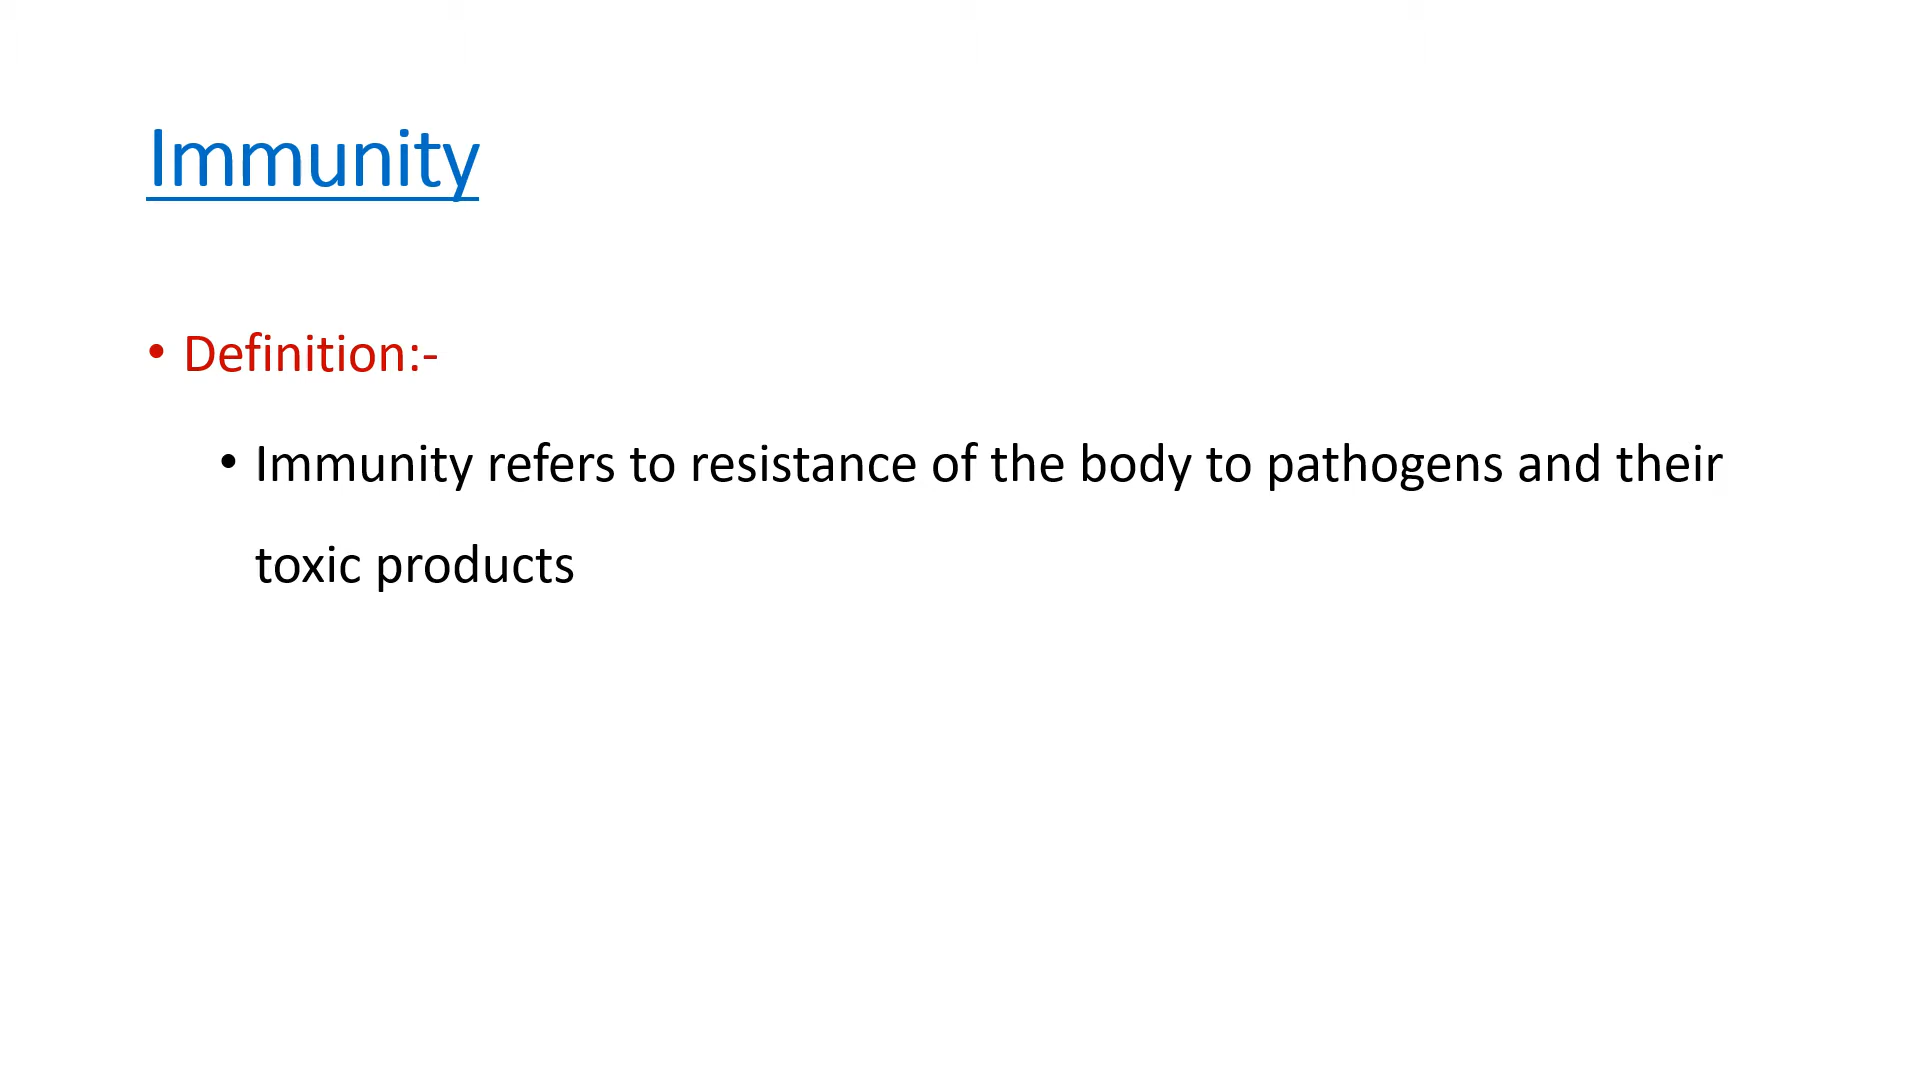 Immunity
• Definition:-
• Immunity refers to resistance of the body to pathogens and their
toxic products